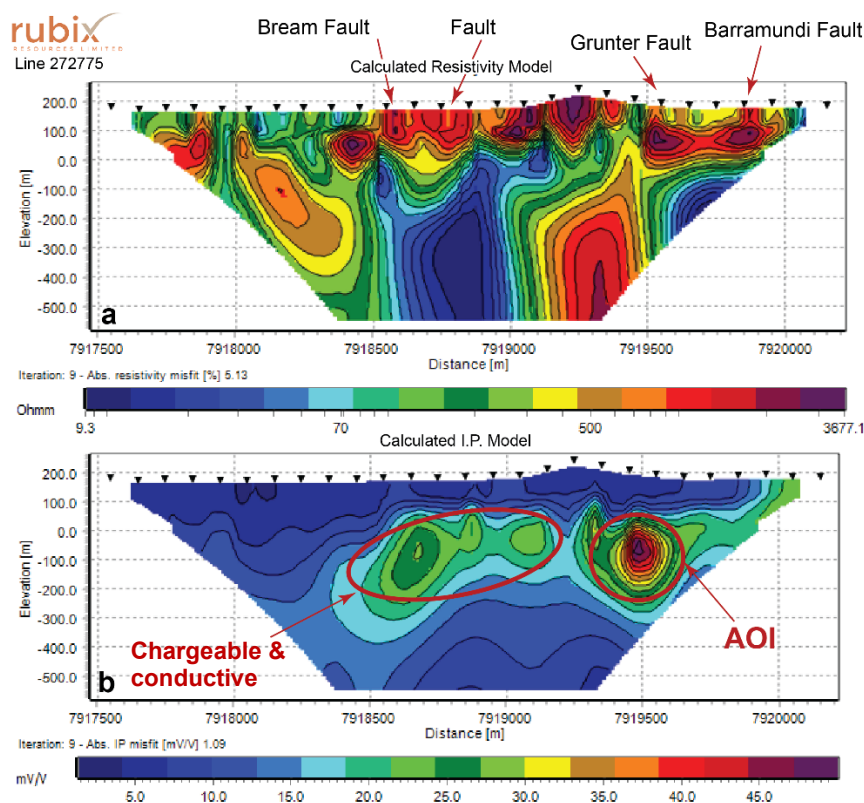 rubix
RESOURCES LIMITED
Line 272775
Bream Fault
Fault
Grunter Fault
Barramundi Fault
Calculated Resistivity Model
Elevation [m]
200.0
100.0
0.0
-100.0
-200.0
-300.0
-400.0
-500.0
a
7917500 7918000 7918500 7919000 7919500 7920000
Distance [m]
Iteration: 9 - Abs. resistivity misfit [%] 5.13
Ohmm
9.3 70 500 3677.1
Calculated I.P. Model
Elevation [m]
200.0
100.0
0.0
-100.0
-200.0
-300.0
-400.0
-500.0
Chargeable &
conductive
AOI
b
7917500 7918000 7918500 7919000 7919500 7920000
Distance [m]
Iteration: 9 - Abs. IP misfit [mV/V] 1.09
mV/V
5.0 10.0 15.0 20.0 25.0 30.0 35.0 40.0 45.0